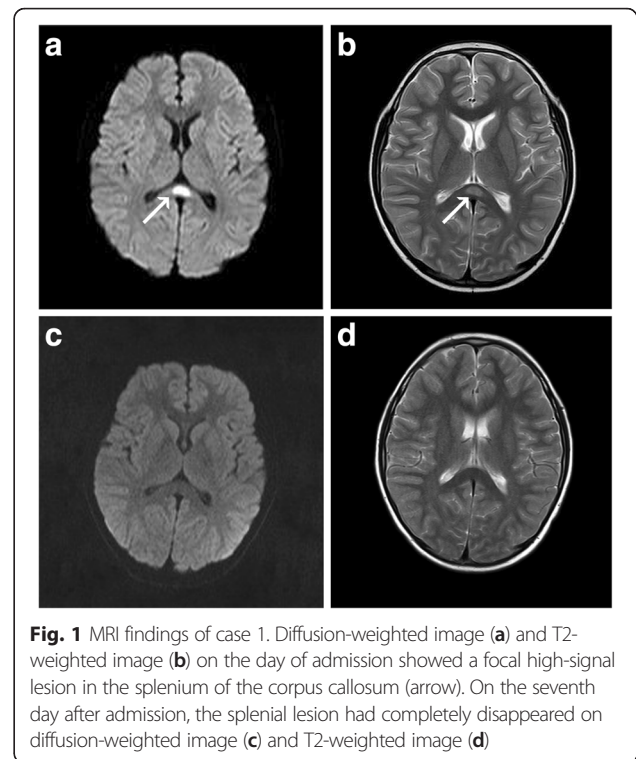 a
b
c
d
Fig. 1 MRI findings of case 1. Diffusion-weighted image (a) and T2-
weighted image (b) on the day of admission showed a focal high-signal
lesion in the splenium of the corpus callosum (arrow). On the seventh
day after admission, the splenial lesion had completely disappeared on
diffusion-weighted image (c) and T2-weighted image (d)